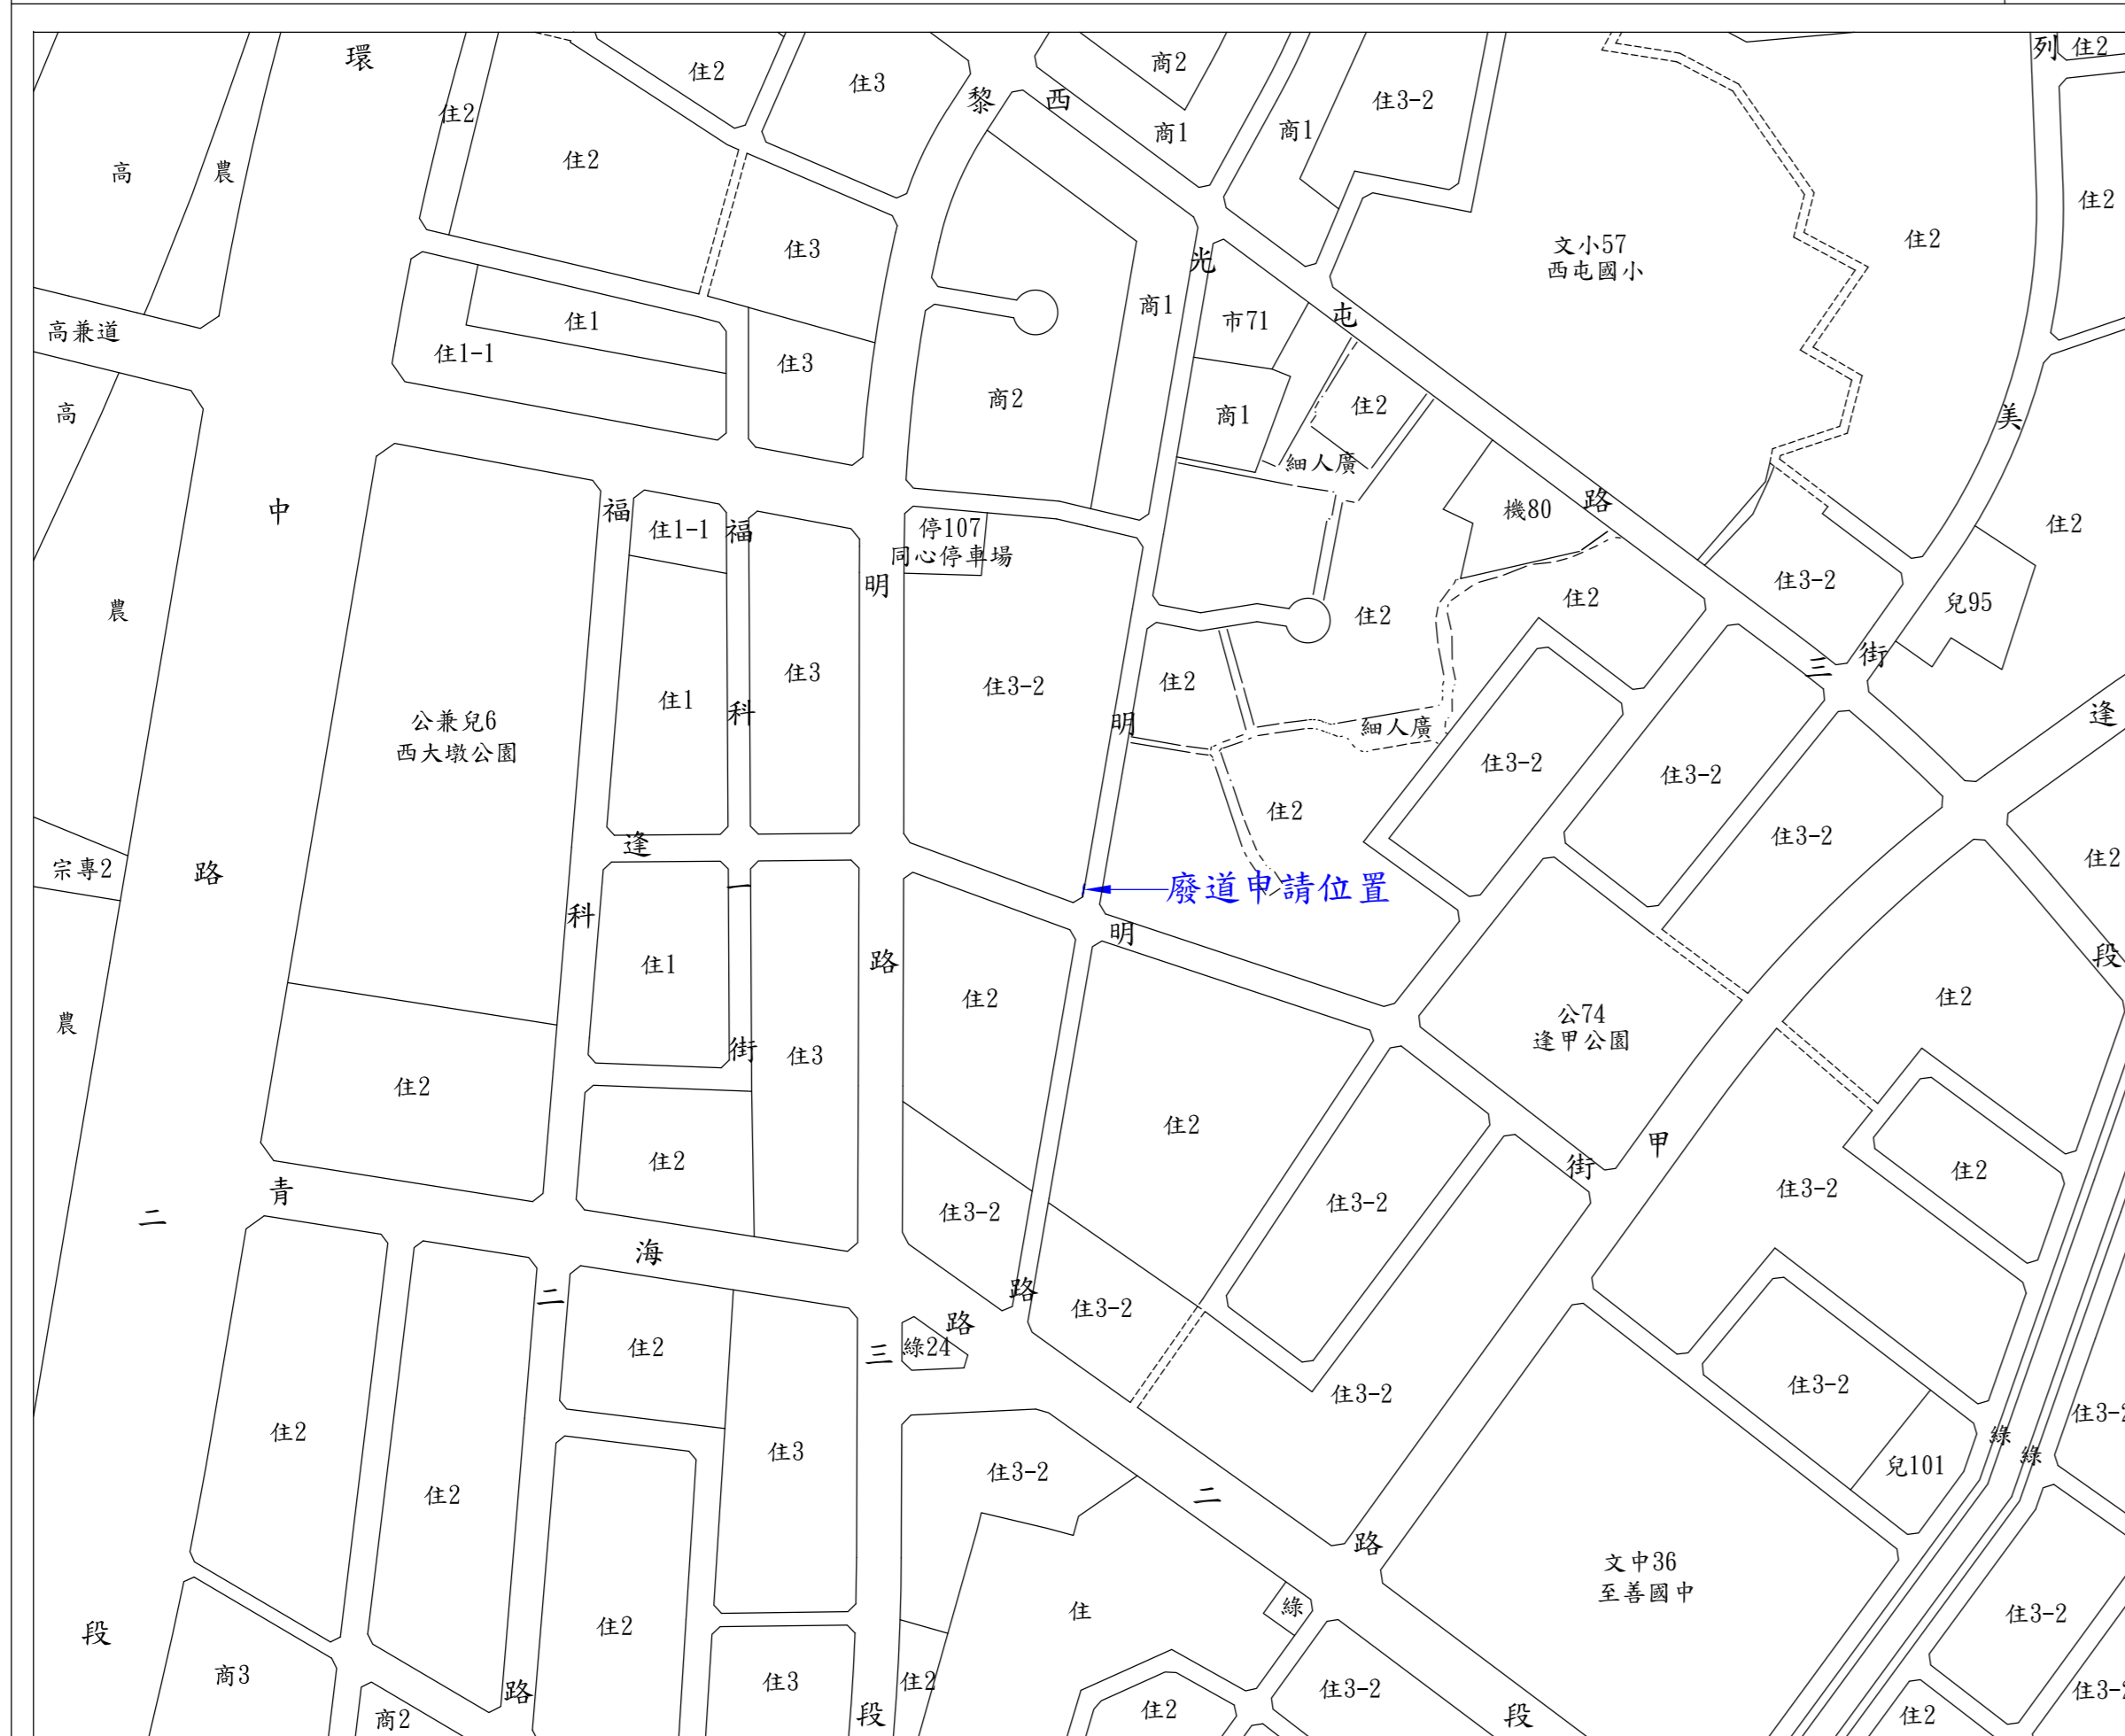 環
住2
住3
商2
列
住2
住2
黎
西
住3-2
商1
商1
高
農
住2
住2
住3
文小57
西屯國小
住2
光
商1
市71
屯
高兼道
住1
住1-1
住3
高
商2
商1
住2
美
細人廣
中
福
住1-1
福
停107
同心停車場
機80
路
住2
明
住3-2
農
住2
住2
兒95
住3
住3-2
住2
街
三
住1
科
明
細人廣
逢
公兼兒6
西大墩公園
住3-2
住3-2
住2
住3-2
逢
宗專2
路
一
廢道申請位置
住2
科
明
路
段
住1
住2
住2
農
街
住3
公74
逢甲公園
住2
住2
甲
街
住2
住2
二
青
住3-2
住3-2
住3-2
海
二
路
路
住3-2
住2
三
綠24
住2
住3-2
住3-2
住3-2
綠
綠
住3
住3-2
兒101
住2
二
路
文中36
至善國中
段
住2
住
綠
住3-2
商3
路
住3
住2
住3-2
住3-2
商2
段
住2
段
住2